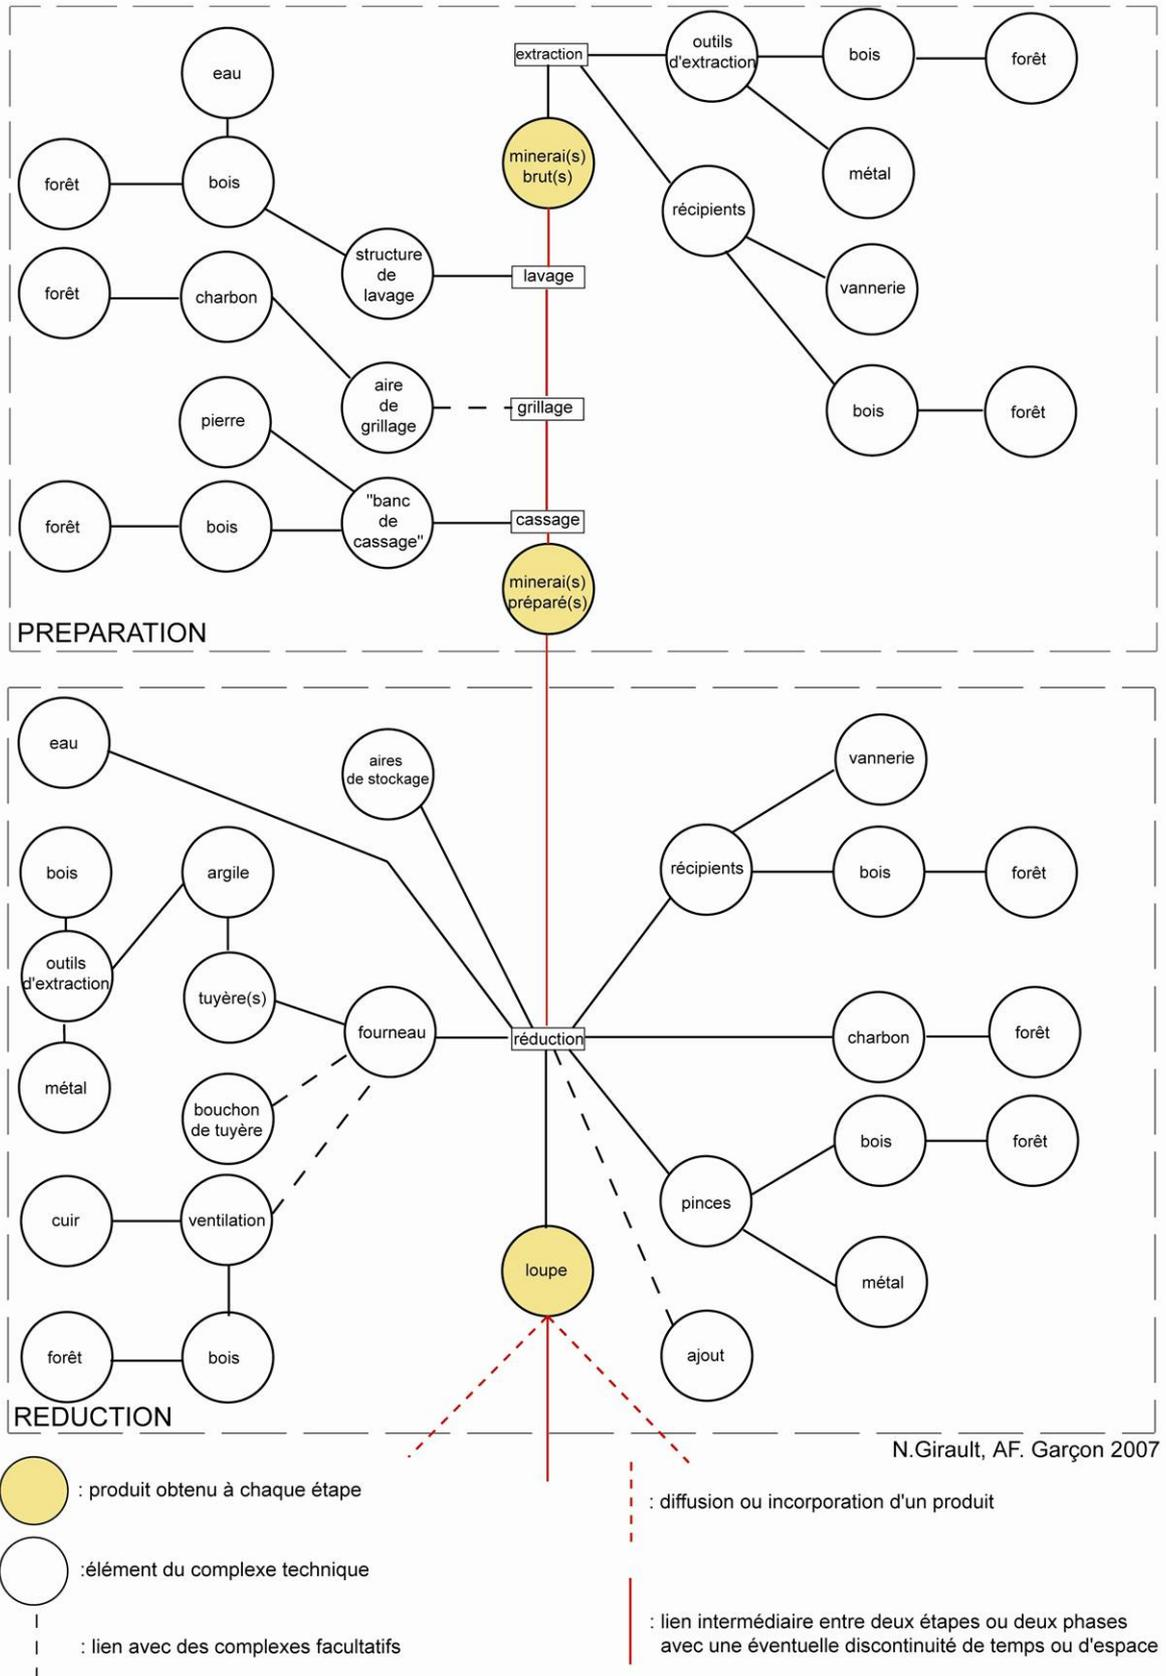 extraction
outils
d'extraction
bois
forêt
eau
minerai(s)
brut(s)
métal
forêt
bois
récipients
structure
de
lavage
lavage
vannerie
forêt
charbon
aire
de
grillage
grillage
bois
forêt
pierre
"banc
de
cassage"
cassage
forêt
bois
minerai(s)
préparé(s)
PREPARATION
eau
aires
de stockage
vannerie
bois
argile
récipients
bois
forêt
outils
d'extraction
tuyère(s)
fourneau
réduction
charbon
forêt
métal
bouchon
de tuyère
bois
forêt
cuir
ventilation
pinces
loupe
métal
forêt
bois
ajout
REDUCTION
N.Girault, AF. Garçon 2007
: produit obtenu à chaque étape
: diffusion ou incorporation d'un produit
:élément du complexe technique
: lien avec des complexes facultatifs
: lien intermédiaire entre deux étapes ou deux phases
avec une éventuelle discontinuité de temps ou d'espace